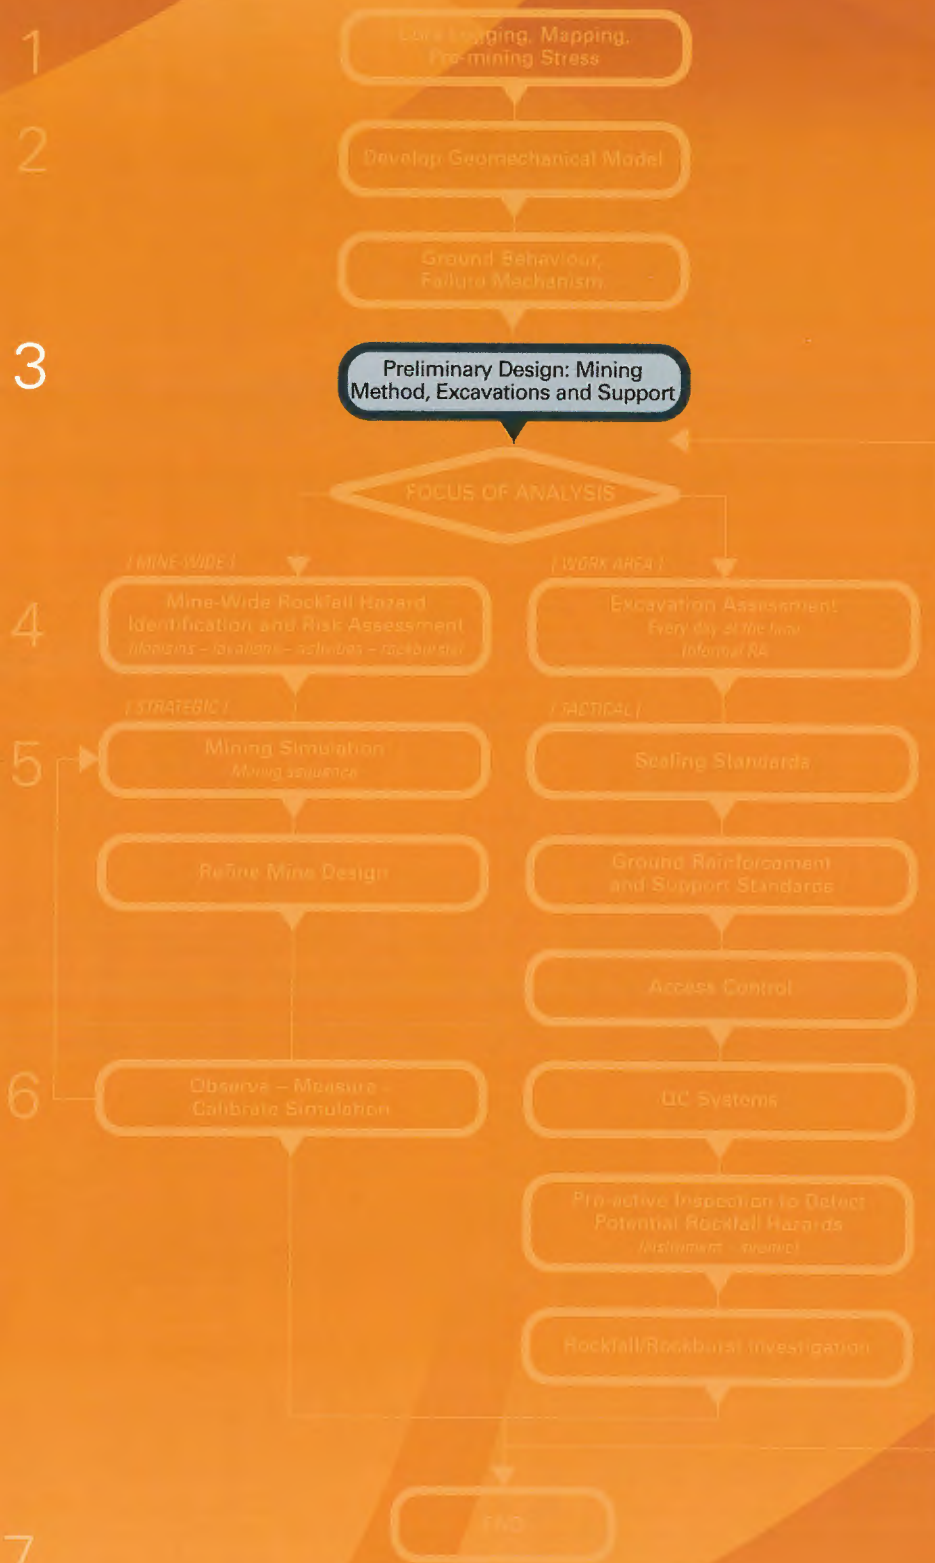 1
Core Logging, Mapping,
Pre-mining Stress
2
Develop Geomechanical Model
Ground Behaviour,
Failure Mechanism
3
Preliminary Design: Mining
Method, Excavations and Support
FOCUS OF ANALYSIS
[ MINE-WIDE ]
[ WORK AREA ]
4
Mine-Wide Rockfall Hazard
Identification and Risk Assessment
Domains – locations – activities – rockbursts
Excavation Assessment
Every day at the face
Informal RA
[ STRATEGIC ]
[ TACTICAL ]
5
Mining Simulation
Mining sequence
Scaling Standards
Refine Mine Design
Ground Reinforcement
and Support Standards
Access Control
6
Observe – Measure –
Calibrate Simulation
QC Systems
Pro-active Inspection to Detect
Potential Rockfall Hazards
Rockfall/Rockburst Investigation
END
7